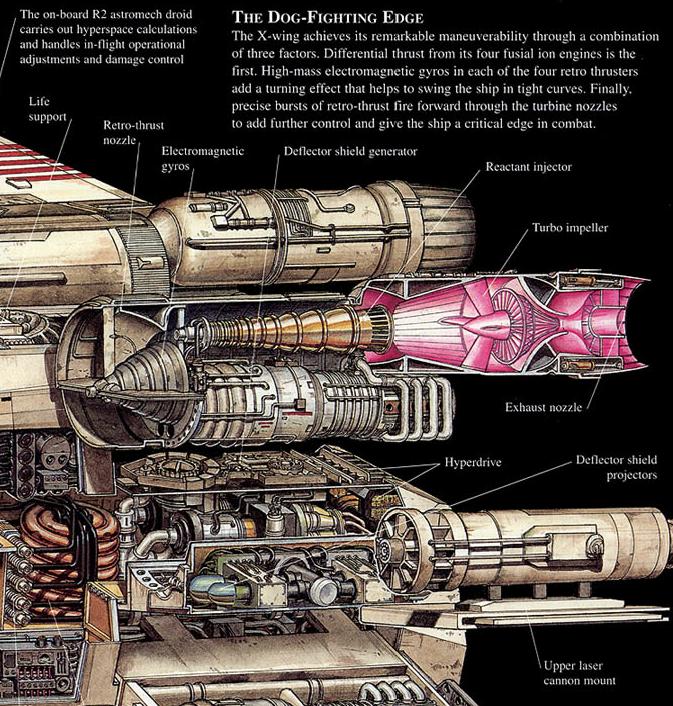 The on-board R2 astromech droid
carries out hyperspace calculations
and handles in-flight operational
adjustments and damage control
THE DOG-FIGHTING EDGE
The X-wing achieves its remarkable maneuverability through a combination
of three factors. Differential thrust from its four fusial ion engines is the
first. High-mass electromagnetic gyros in each of the four retro thrusters
add a turning effect that helps to swing the ship in tight curves. Finally,
precise bursts of retro-thrust fire forward through the turbine nozzles
to add further control and give the ship a critical edge in combat.
Life
support
Retro-thrust
nozzle
Electromagnetic
gyros
Deflector shield generator
Reactant injector
Turbo impeller
Exhaust nozzle
Hyperdrive
Deflector shield
projectors
Upper laser
cannon mount